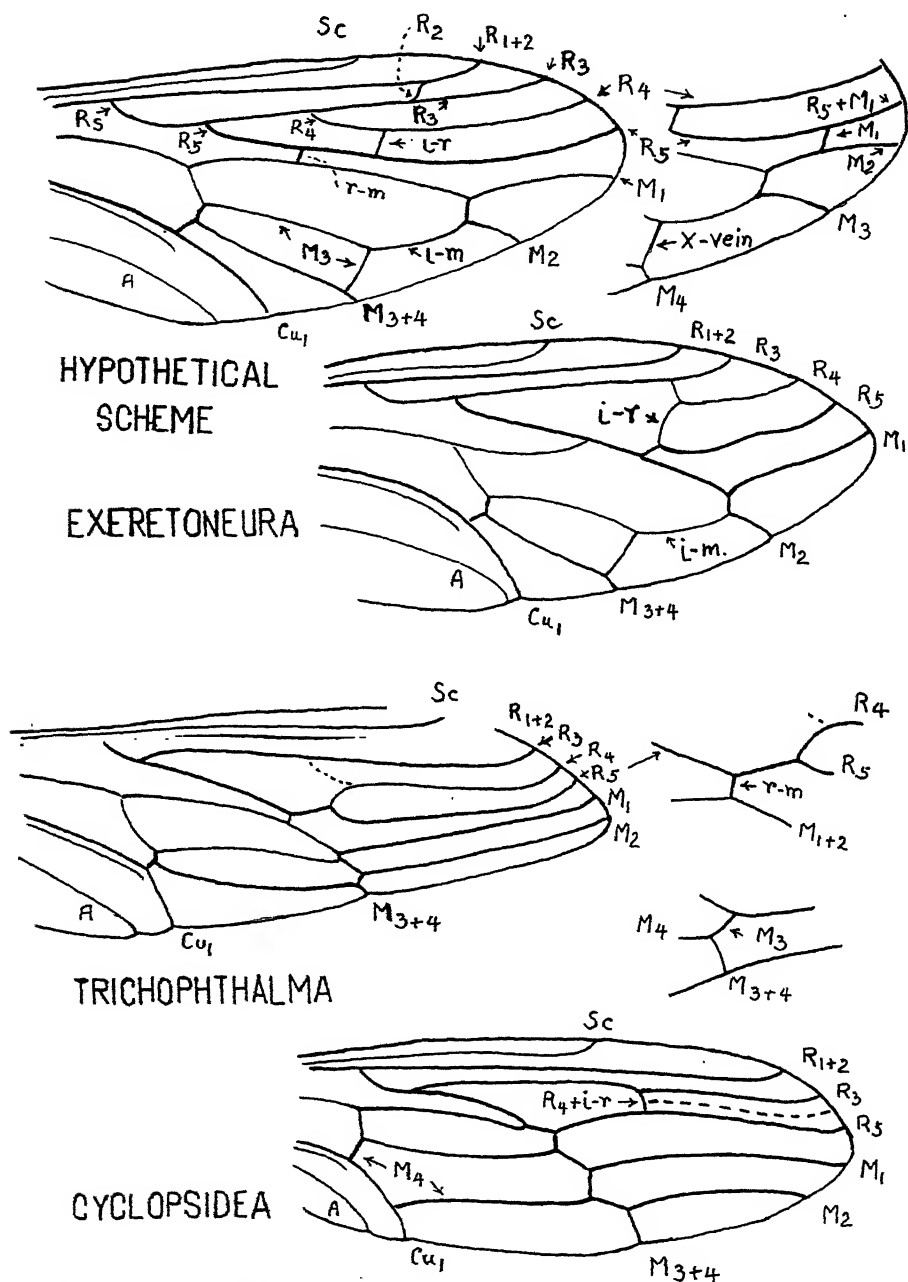 Sc
R2
R1+2
R3
R4
R5+M1
R5
R5
R4
R3
i-r
r-m
R5
M1
M1
M2
M3
i-m
M2
M3
X-vein
M4
A
Cu1
M3+4
HYPOTHETICAL
SCHEME
Sc
R1+2
R3
R4
R5
M1
i-r
EXERETONEURA
i-m.
M2
A
M3+4
Cu1
Sc
R1+2
R3
R4
R5
M1
M2
R4
R5
r-m
M1+2
A
Cu1
M3+4
M4
M3
M3+4
TRICHOPHTHALMA
Sc
R1+2
R4+i-r
R3
R5
M1
M4
M2
A
CYCLOPSIDEA
Cu1
M3+4